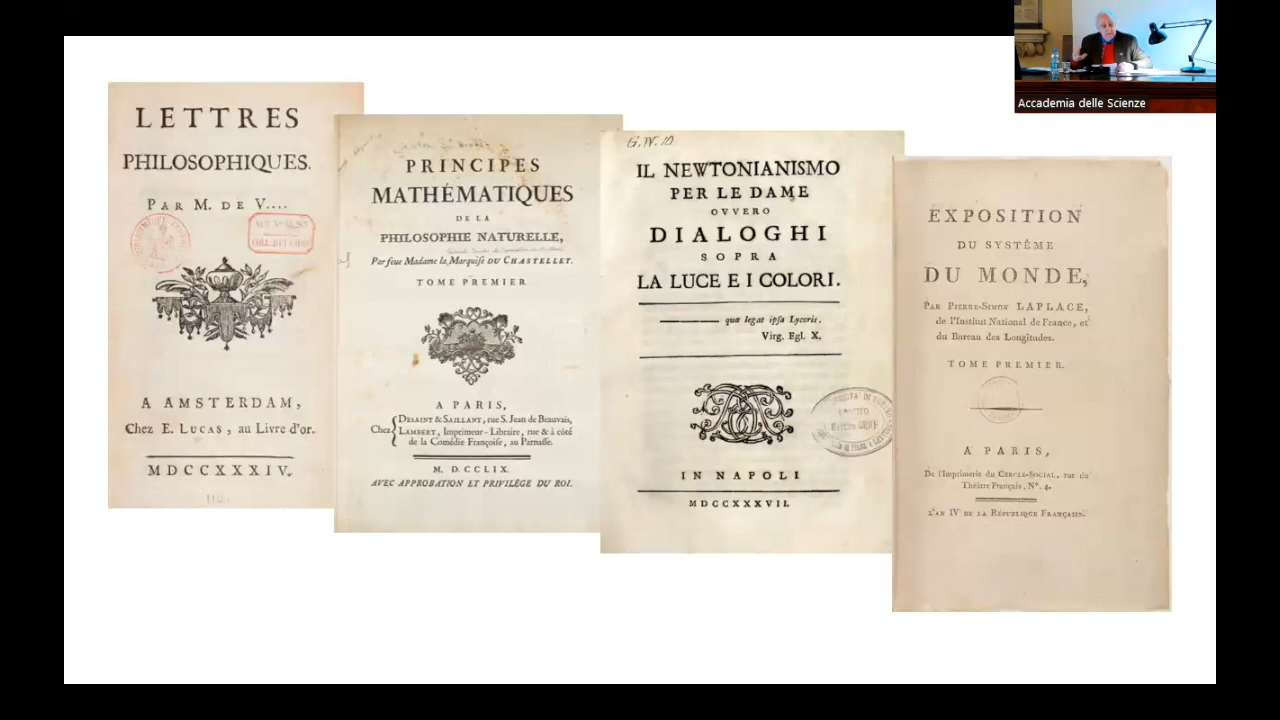 LETTRES
PHILOSOPHIQUES.
PAR M. DE V....
A AMSTERDAM,
Chez E. LUCAS, au Livre d'or.
MDCCXXXIV.
PRINCIPES
MATHÉMATIQUES
DE LA
PHILOSOPHIE NATURELLE,
Par feue Madame la Marquise DU CHASTELLET.
TOME PREMIER
A PARIS,
Chez { DESAINT & SAILLANT, rue S. Jean de Beauvais,
LAMBERT, Imprimeur-Libraire, rue & à côté
de la Comédie Françoise, au Parnasse.
M. D. CCLIX.
AVEC APPROBATION ET PRIVILÉGE DU ROI.
G.IV.10
IL NEWTONIANISMO
PER LE DAME
OVVERO
DIALOGHI
SOPRA
LA LUCE E I COLORI.
quæ legat ipsa Lycoris.
Virg. Egl. X.
IN NAPOLI
MDCCXXXVII.
EXPOSITION
DU SYSTÊME
DU MONDE,
PAR PIERRE-SIMON LAPLACE,
de l'Institut National de France, et
du Bureau des Longitudes.
TOME PREMIER.
A PARIS,
De l'Imprimerie du CERCLE-SOCIAL, rue du
Théâtre Français, N°. 4.
L'AN IV DE LA RÉPUBLIQUE FRANÇAISE.
Accademia delle Scienze